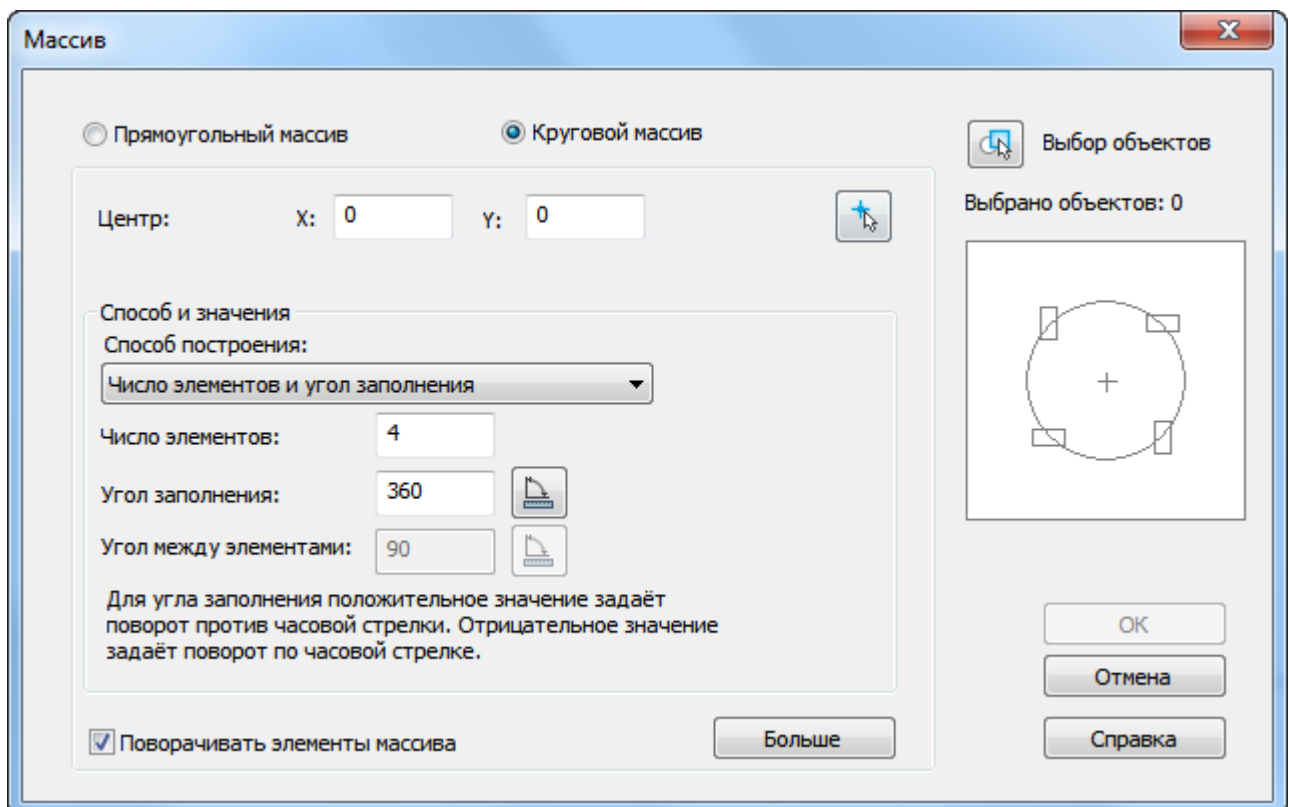 Массив
Прямоугольный массив
Круговой массив
Выбор объектов
Центр: X: 0 Y: 0
Выбрано объектов: 0
Способ и значения
Способ построения:
Число элементов и угол заполнения
Число элементов: 4
Угол заполнения: 360
Угол между элементами: 90
Для угла заполнения положительное значение задаёт
поворот против часовой стрелки. Отрицательное значение
задаёт поворот по часовой стрелке.
OK
Отмена
Поворачивать элементы массива
Больше
Справка